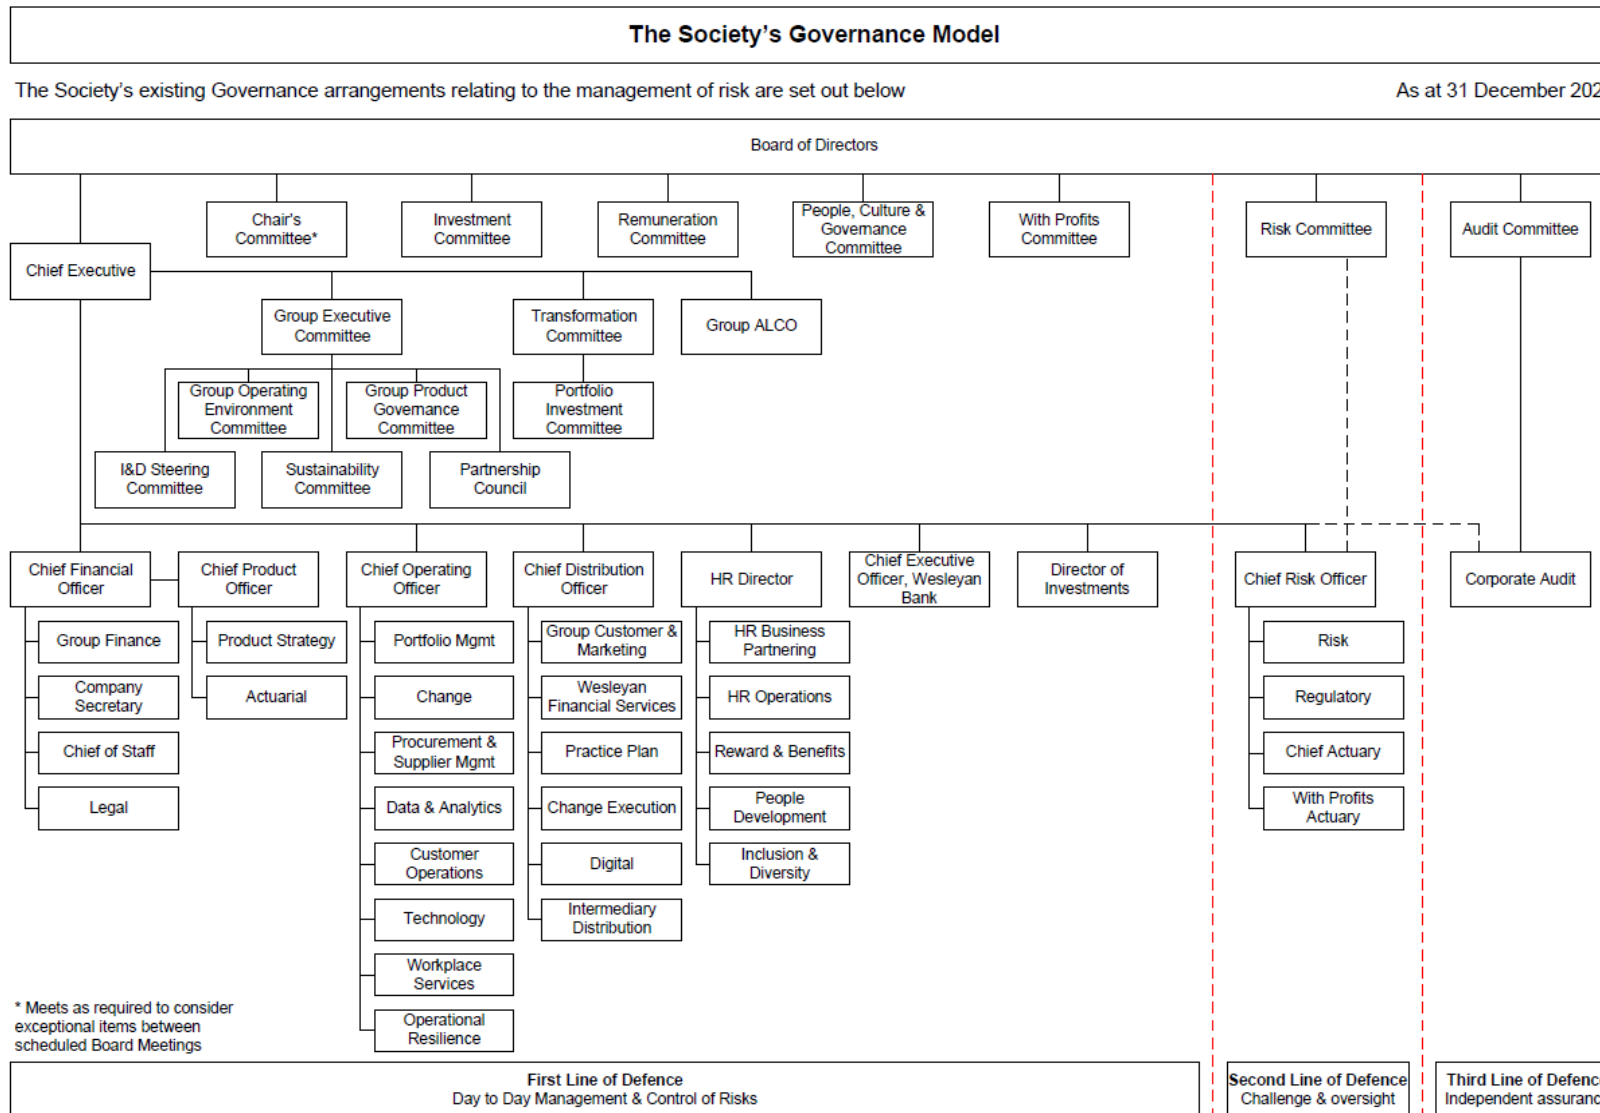 The Society's Governance Model
The Society's existing Governance arrangements relating to the management of risk are set out below
As at 31 December 202
Board of Directors
Chair's
Committee*
Investment
Committee
Remuneration
Committee
People, Culture &
Governance
Committee
With Profits
Committee
Risk Committee
Audit Committee
Chief Executive
Group Executive
Committee
Transformation
Committee
Group ALCO
Group Operating
Environment
Committee
Group Product
Governance
Committee
Portfolio
Investment
Committee
I&D Steering
Committee
Sustainability
Committee
Partnership
Council
Chief Financial
Officer
Chief Product
Officer
Chief Operating
Officer
Chief Distribution
Officer
HR Director
Chief Executive
Officer, Wesleyan
Bank
Director of
Investments
Chief Risk Officer
Corporate Audit
Group Finance
Company
Secretary
Chief of Staff
Legal
Product Strategy
Actuarial
Portfolio Mgmt
Change
Procurement &
Supplier Mgmt
Data & Analytics
Customer
Operations
Technology
Workplace
Services
Operational
Resilience
Group Customer &
Marketing
Wesleyan
Financial Services
Practice Plan
Change Execution
Digital
Intermediary
Distribution
HR Business
Partnering
HR Operations
Reward & Benefits
People
Development
Inclusion &
Diversity
Risk
Regulatory
Chief Actuary
With Profits
Actuary
* Meets as required to consider
exceptional items between
scheduled Board Meetings
First Line of Defence
Day to Day Management & Control of Risks
Second Line of Defence
Challenge & oversight
Third Line of Defenc
Independent assuranc